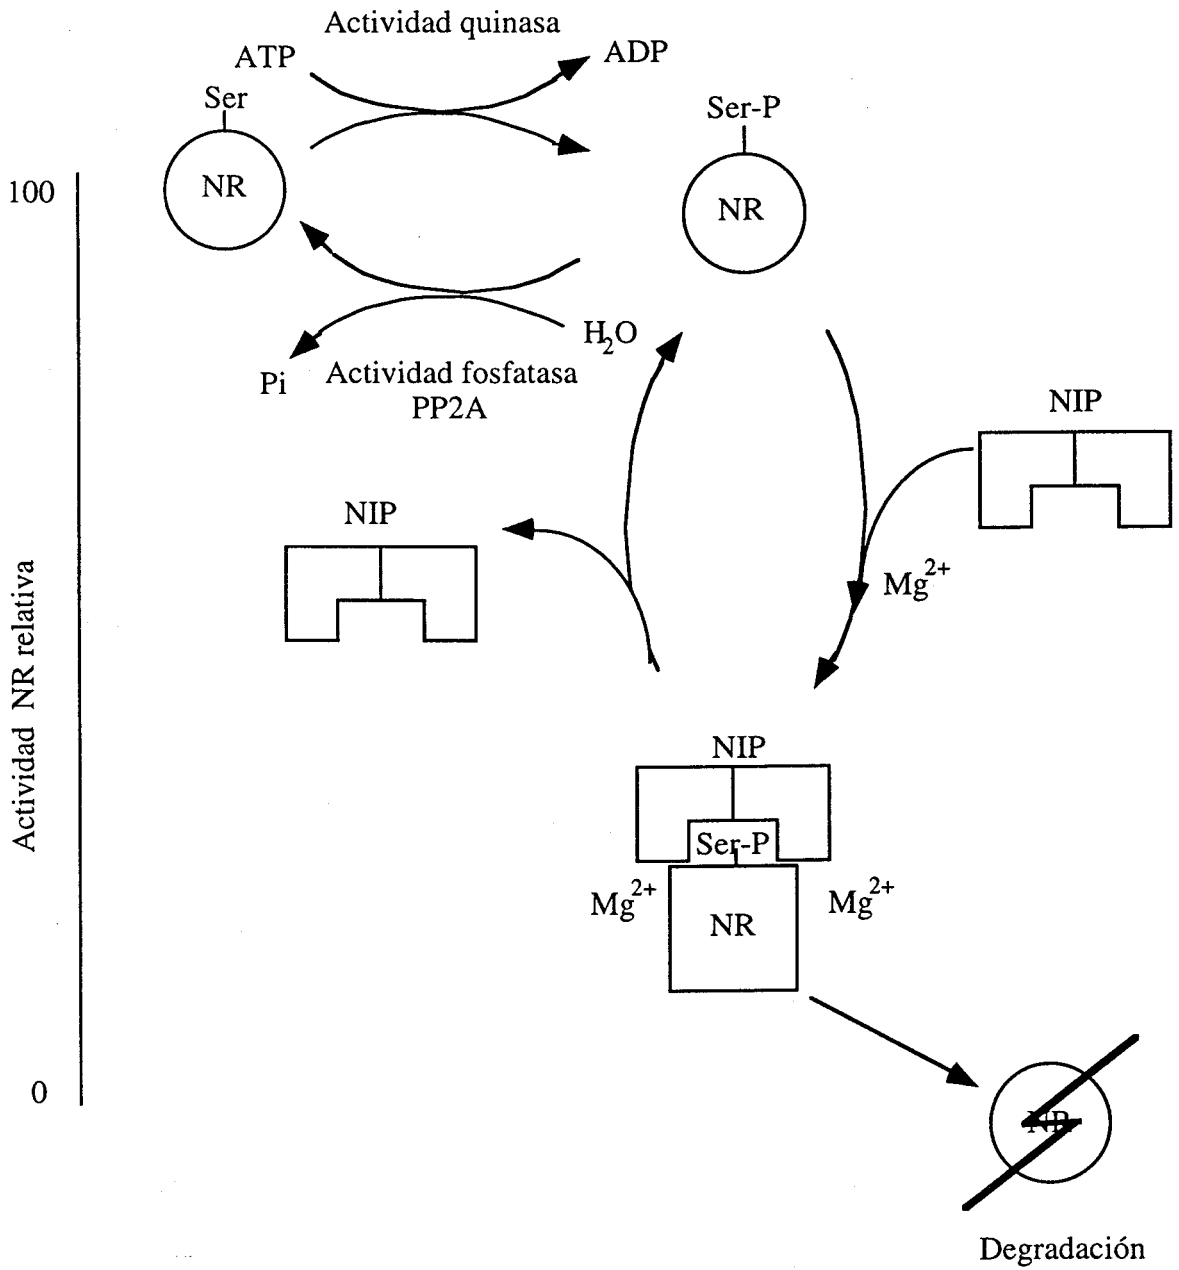 Actividad quinasa
ATP
ADP
Ser
NR
Ser-P
NR
100
H₂O
Pi
Actividad fosfatasa
PP2A
NIP
NIP
Mg²⁺
Actividad NR relativa
NIP
Ser-P
Mg²⁺
Mg²⁺
NR
0
NR
Degradación